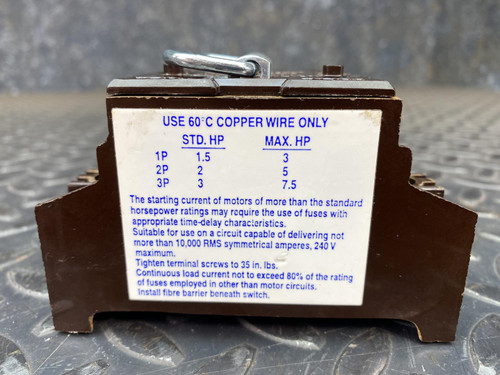 USE 60°C COPPER WIRE ONLY
STD. HP MAX. HP
1P 1.5 3
2P 2 5
3P 3 7.5
The starting current of motors of more than the standard
horsepower ratings may require the use of fuses with
appropriate time-delay characteristics.
Suitable for use on a circuit capable of delivering not
more than 10,000 RMS symmetrical amperes, 240 V
maximum.
Tighten terminal screws to 35 in. lbs.
Continuous load current not to exceed 80% of the rating
of fuses employed in other than motor circuits.
Install fibre barrier beneath switch.